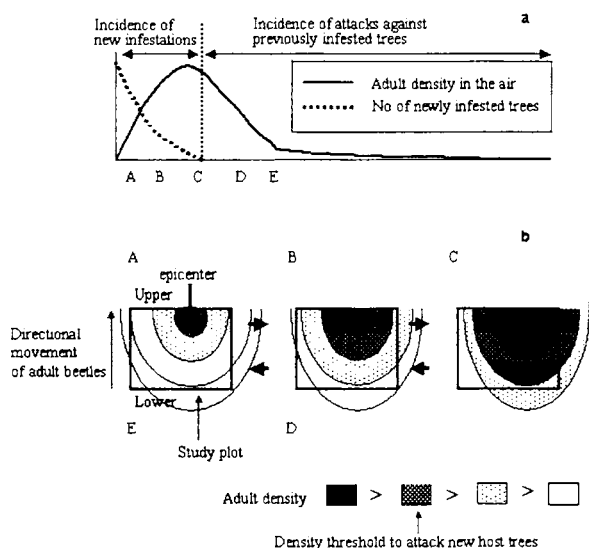 a
Incidence of
new infestations
Incidence of attacks against
previously infested trees
Adult density in the air
No of newly infested trees
A B C D E
b
A B C
epicenter
Upper
Directional
movement
of adult beetles
Lower
E D
Study plot
Adult density > > >
Density threshold to attack new host trees